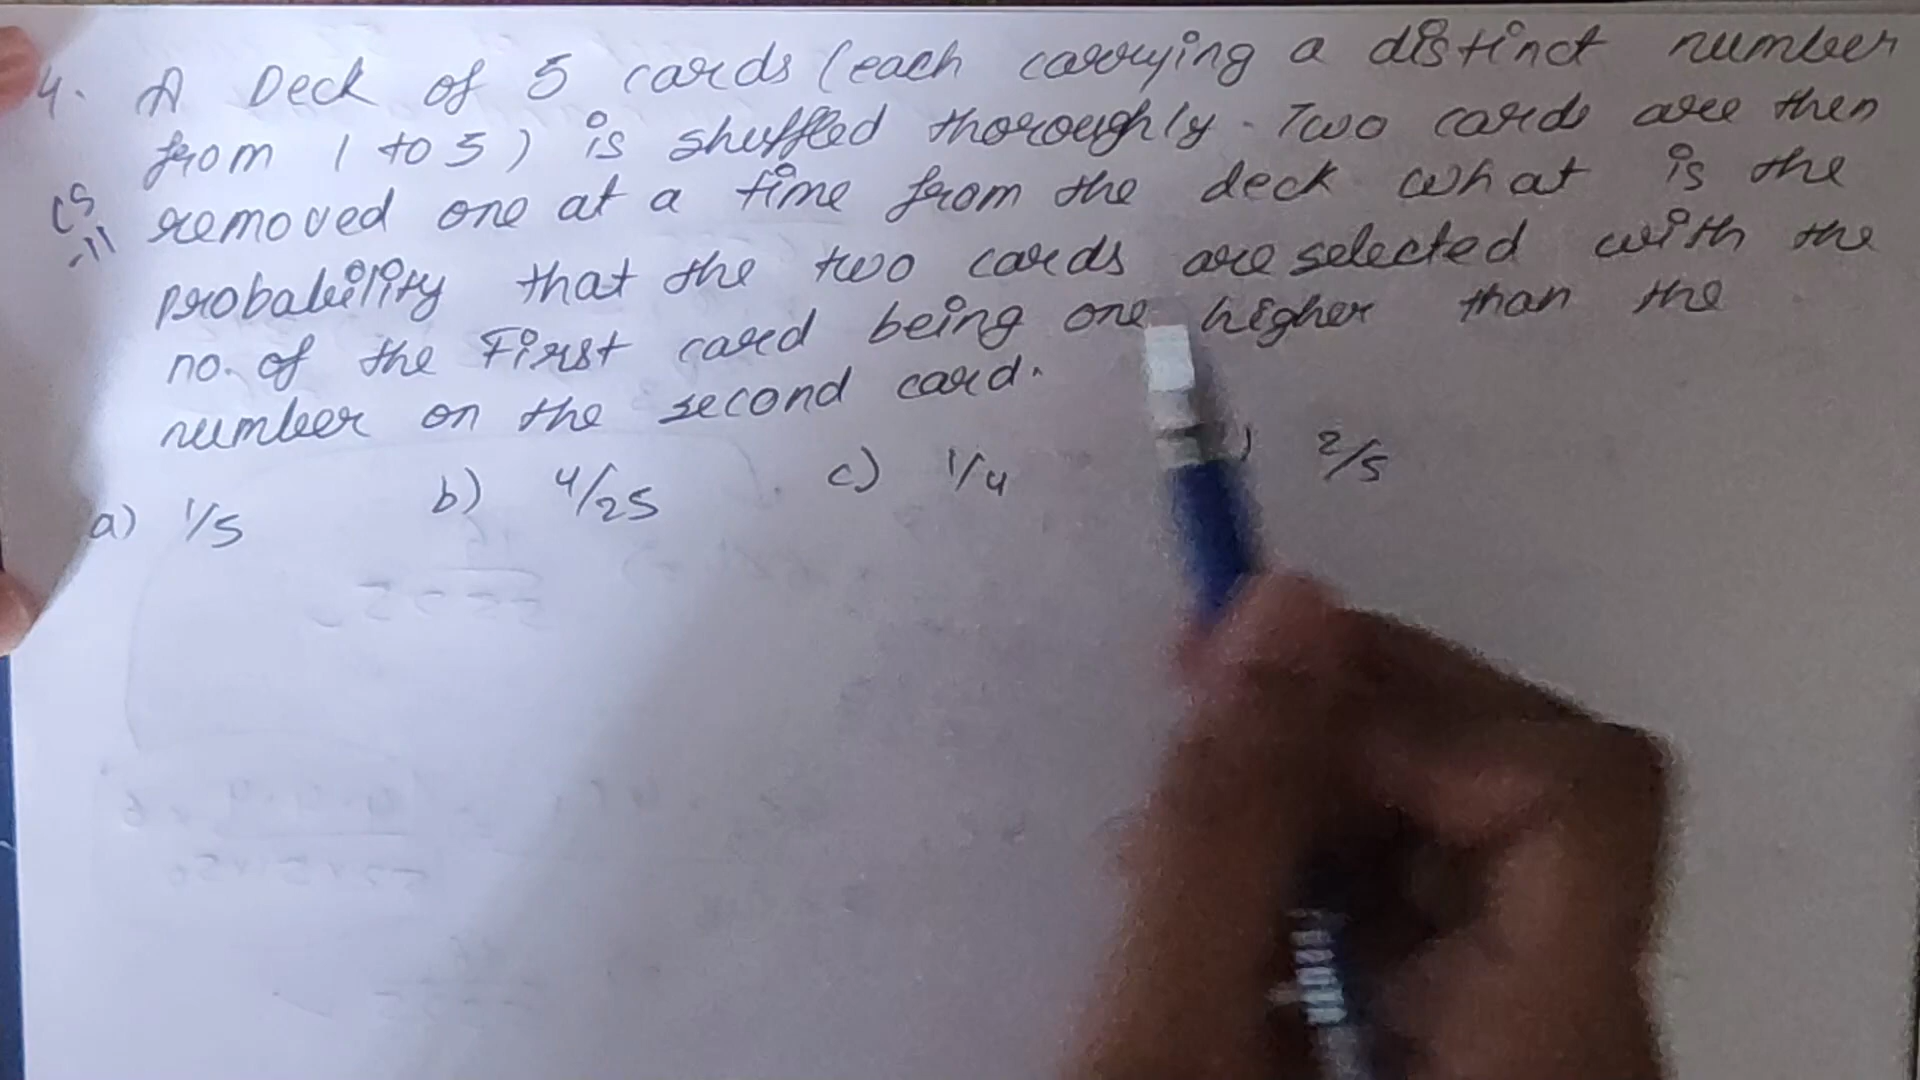 4. A Deck of 5 cards (each carrying a distinct number
from 1 to 5) is shuffled thoroughly. Two cards are then
CS removed one at a time from the deck what is the
-11 probability that the two cards are selected with the
no. of the First card being one higher than the
number on the second card.
a) 1/5 b) 4/25 c) 1/4 ) 2/5